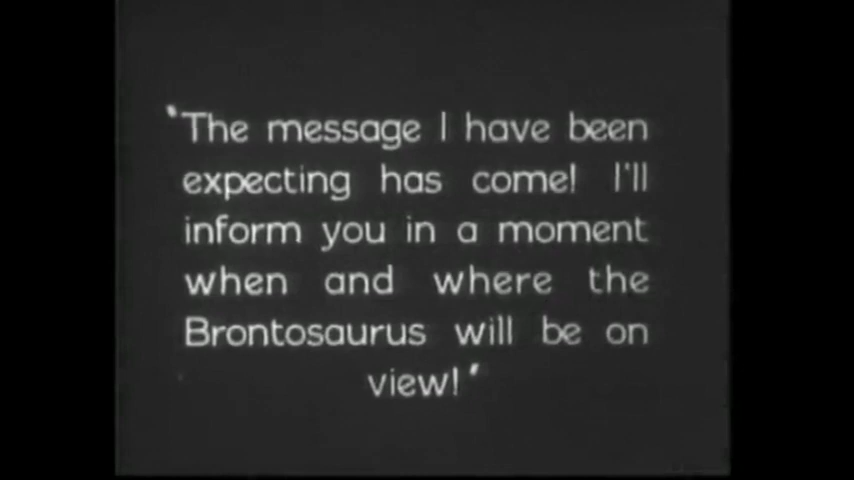 "The message I have been
expecting has come! I'll
inform you in a moment
when and where the
Brontosaurus will be on
view!"